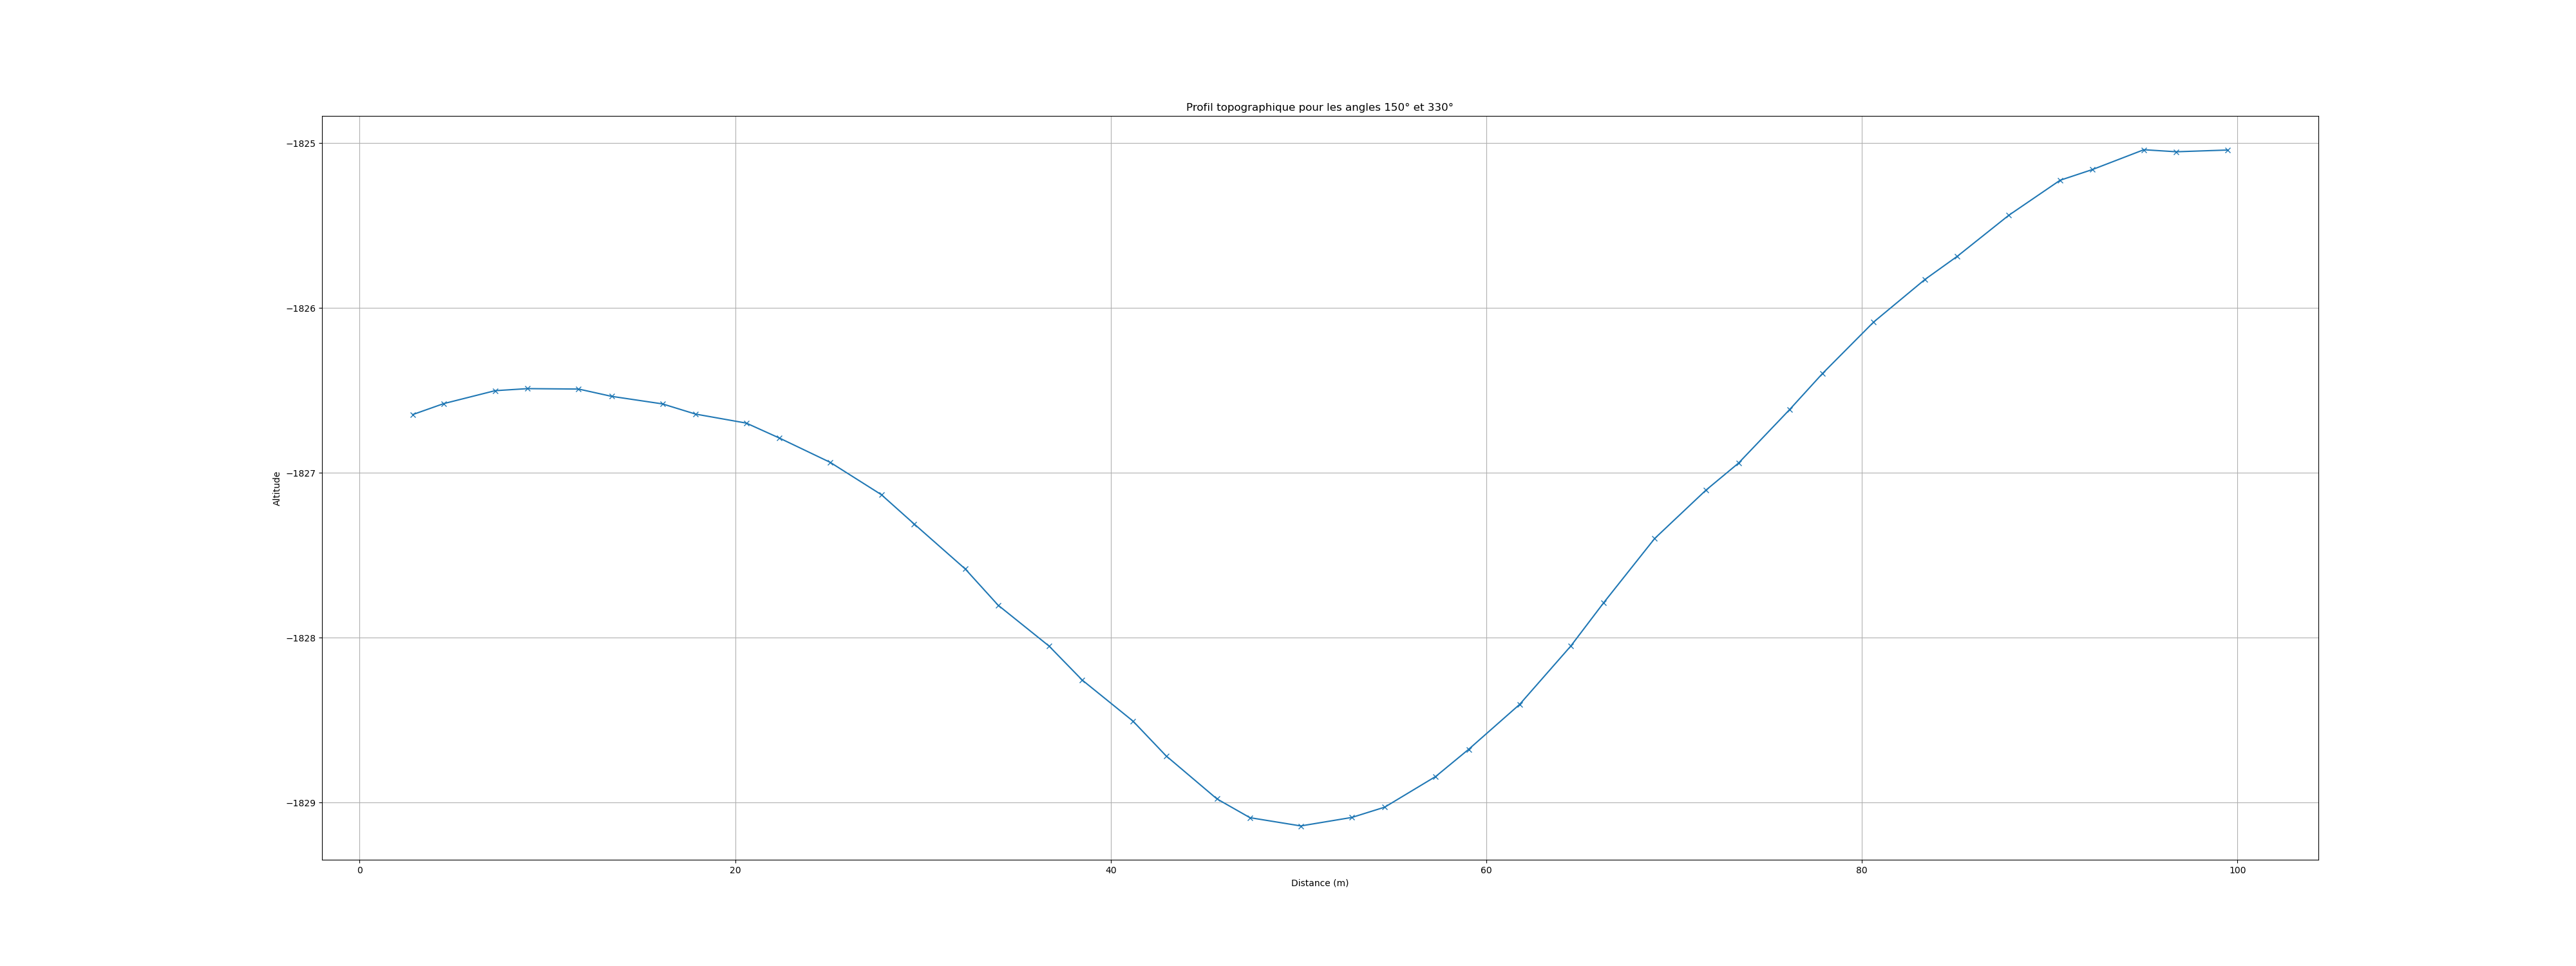 Profil topographique pour les angles 150° et 330°
−1825
−1826
−1827
−1828
−1829
Altitude
0 20 40 60 80 100
Distance (m)